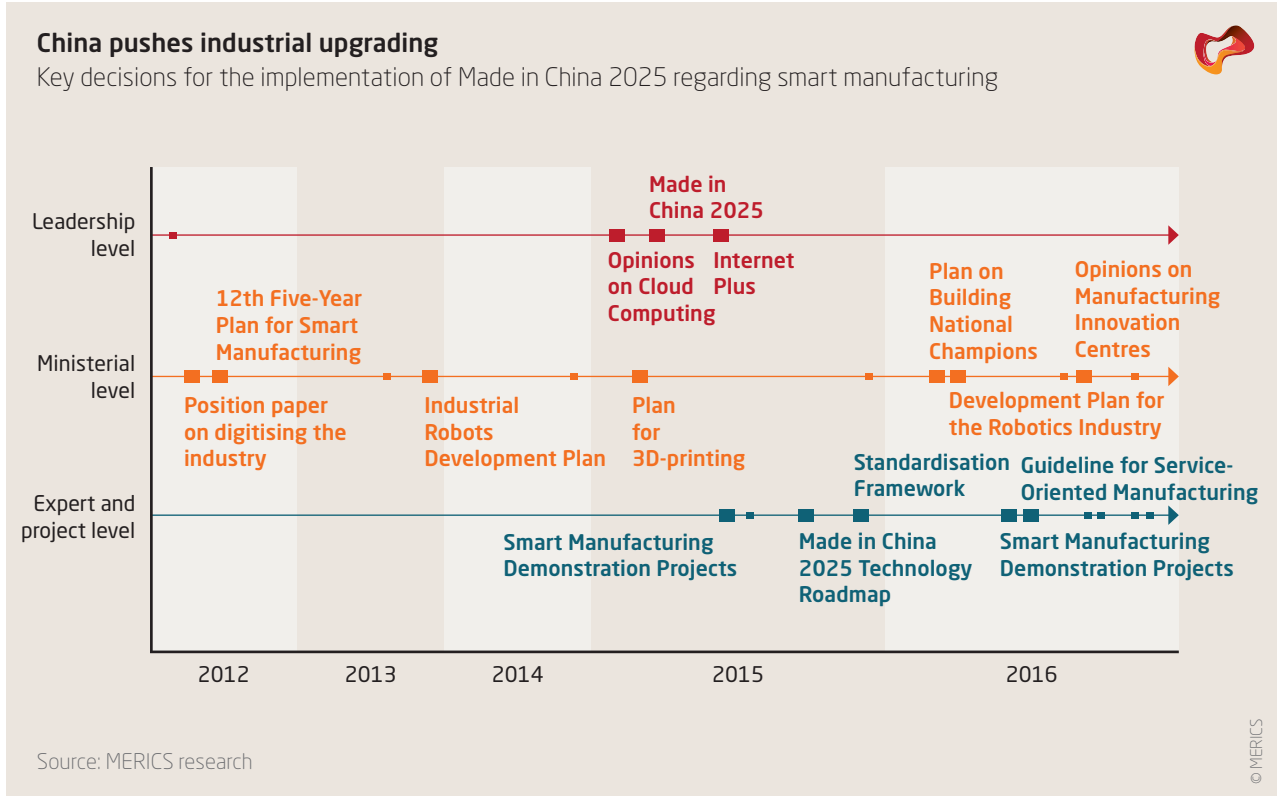 China pushes industrial upgrading
Key decisions for the implementation of Made in China 2025 regarding smart manufacturing
Leadership
level
Made in
China 2025
Opinions
on Cloud
Computing
Internet
Plus
Ministerial
level
12th Five-Year
Plan for Smart
Manufacturing
Position paper
on digitising the
industry
Industrial
Robots
Development Plan
Plan
for
3D-printing
Plan on
Building
National
Champions
Opinions on
Manufacturing
Innovation
Centres
Development Plan for
the Robotics Industry
Expert and
project level
Smart Manufacturing
Demonstration Projects
Made in China
2025 Technology
Roadmap
Standardisation
Framework
Guideline for Service-
Oriented Manufacturing
Smart Manufacturing
Demonstration Projects
2012
2013
2014
2015
2016
Source: MERICS research
© MERICS